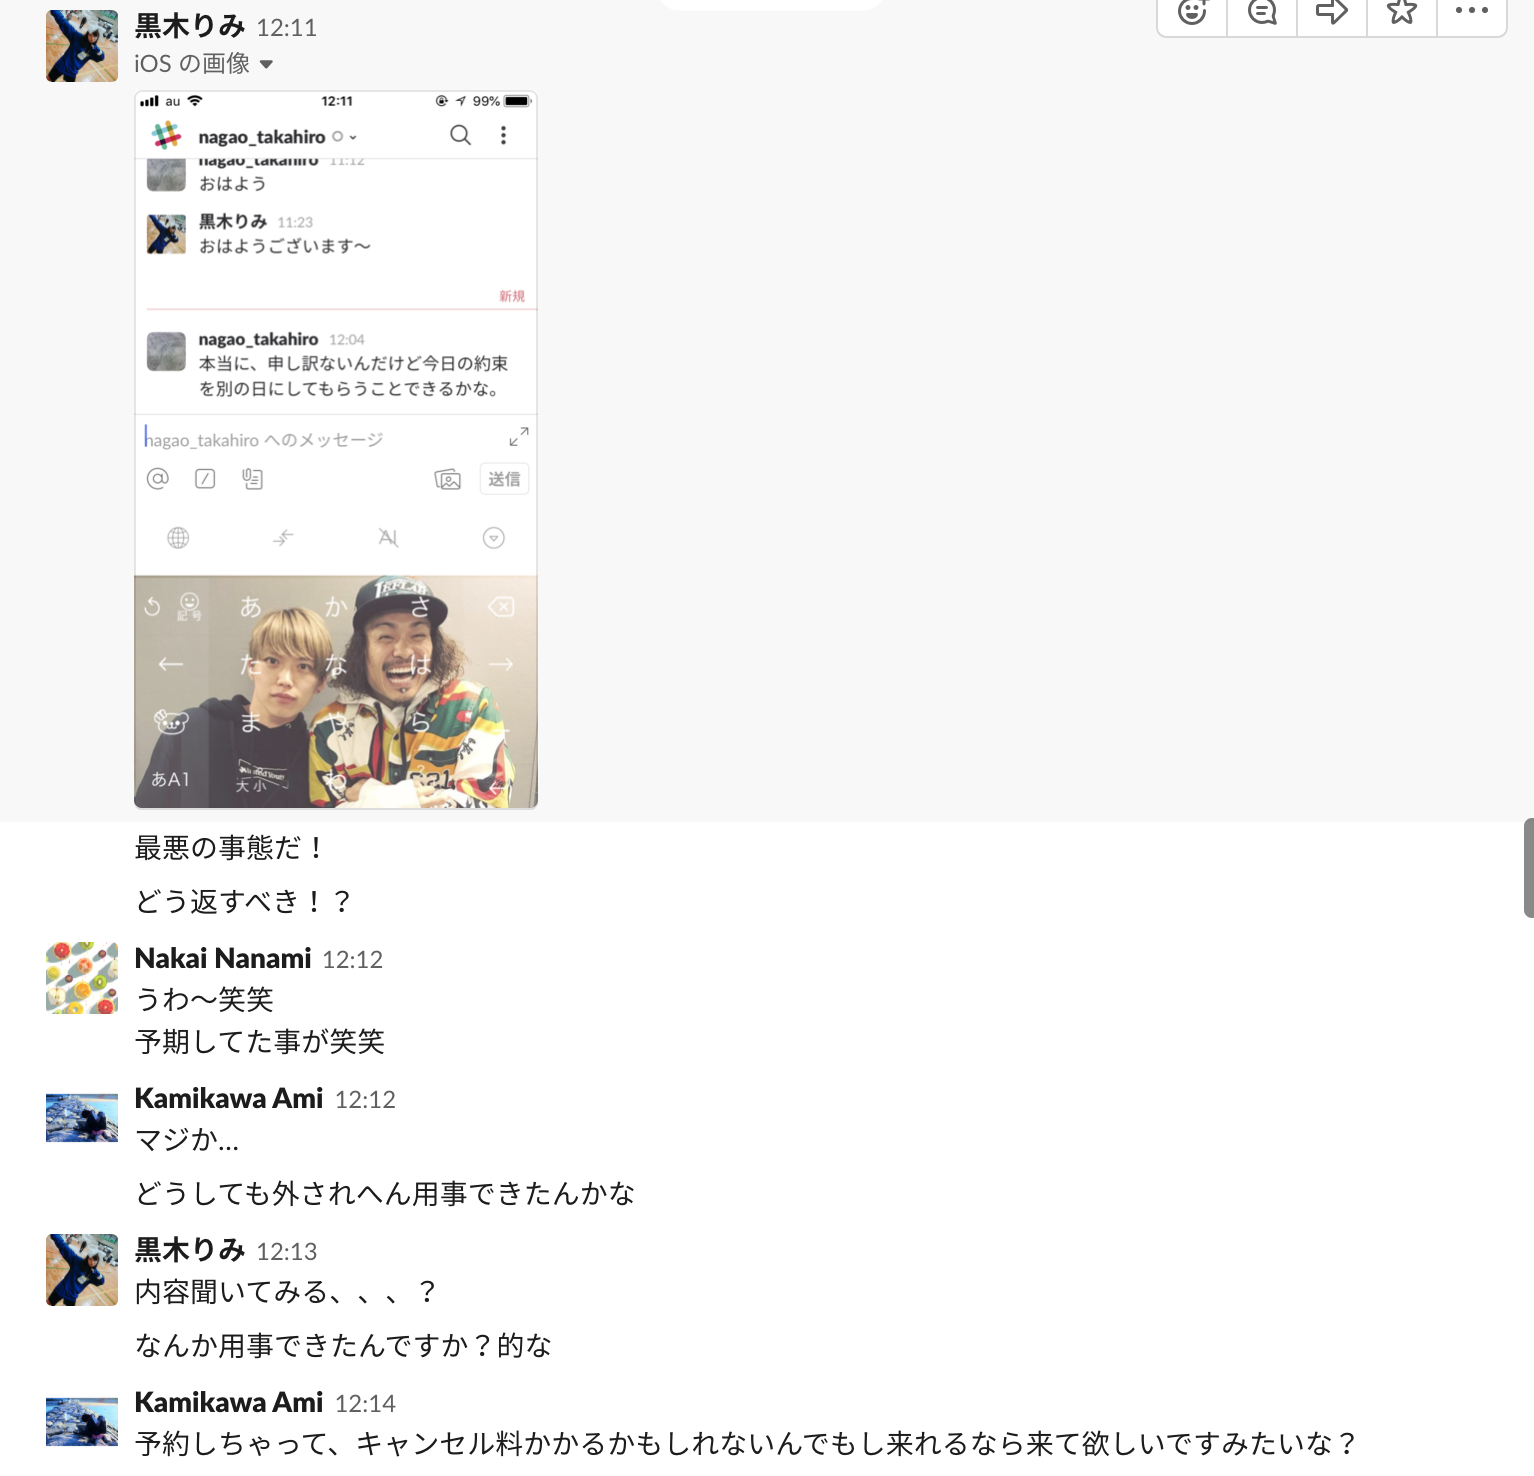 黒木りみ 12:11
iOS の画像
au 12:11 99%
nagao_takahiro
nagao_takahiro 11:12
おはよう
黒木りみ 11:23
おはようございます〜
新規
nagao_takahiro 12:04
本当に、申し訳ないんだけど今日の約束
を別の日にしてもらうことできるかな。
nagao_takahiro へのメッセージ
送信
記号 あ か さ
た な は
ま や ら
あA1 大小 わ
最悪の事態だ！
どう返すべき！？
Nakai Nanami 12:12
うわ〜笑笑
予期してた事が笑笑
Kamikawa Ami 12:12
マジか...
どうしても外されへん用事できたんかな
黒木りみ 12:13
内容聞いてみる、、、？
なんか用事できたんですか？的な
Kamikawa Ami 12:14
予約しちゃって、キャンセル料かかるかもしれないんでもし来れるなら来て欲しいですみたいな？